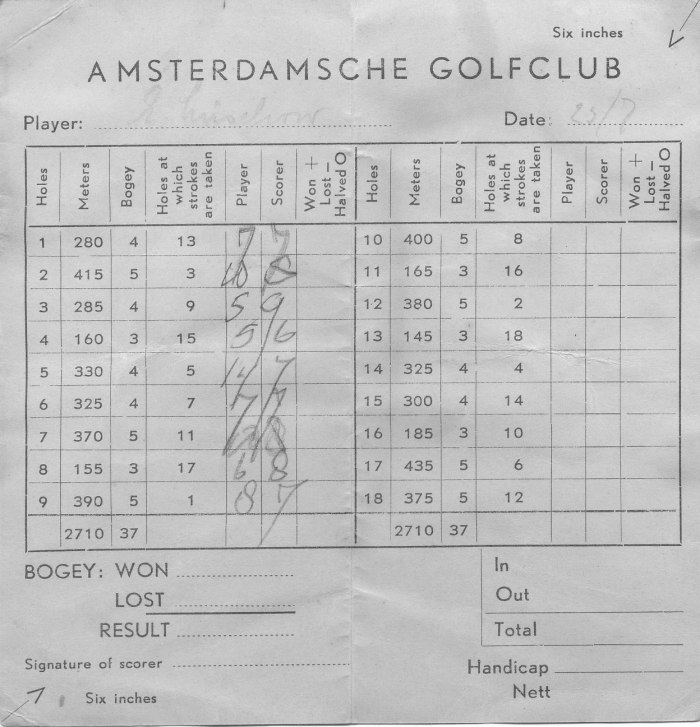 Six inches
AMSTERDAMSCHE GOLFCLUB
Player: Date: 23/7
Holes Meters Bogey Holes at which strokes are taken Player Scorer Won + Lost – Halved O Holes Meters Bogey Holes at which strokes are taken Player Scorer Won + Lost – Halved O
1 280 4 13 7 7 10 400 5 8
2 415 5 3 8 11 165 3 16
3 285 4 9 5 9 12 380 5 2
4 160 3 15 5 6 13 145 3 18
5 330 4 5 14 7 14 325 4 4
6 325 4 7 7 7 15 300 4 14
7 370 5 11 8 16 185 3 10
8 155 3 17 6 8 17 435 5 6
9 390 5 1 8 7 18 375 5 12
2710 37 2710 37
BOGEY: WON In
LOST Out
RESULT Total
Signature of scorer Handicap
Six inches Nett